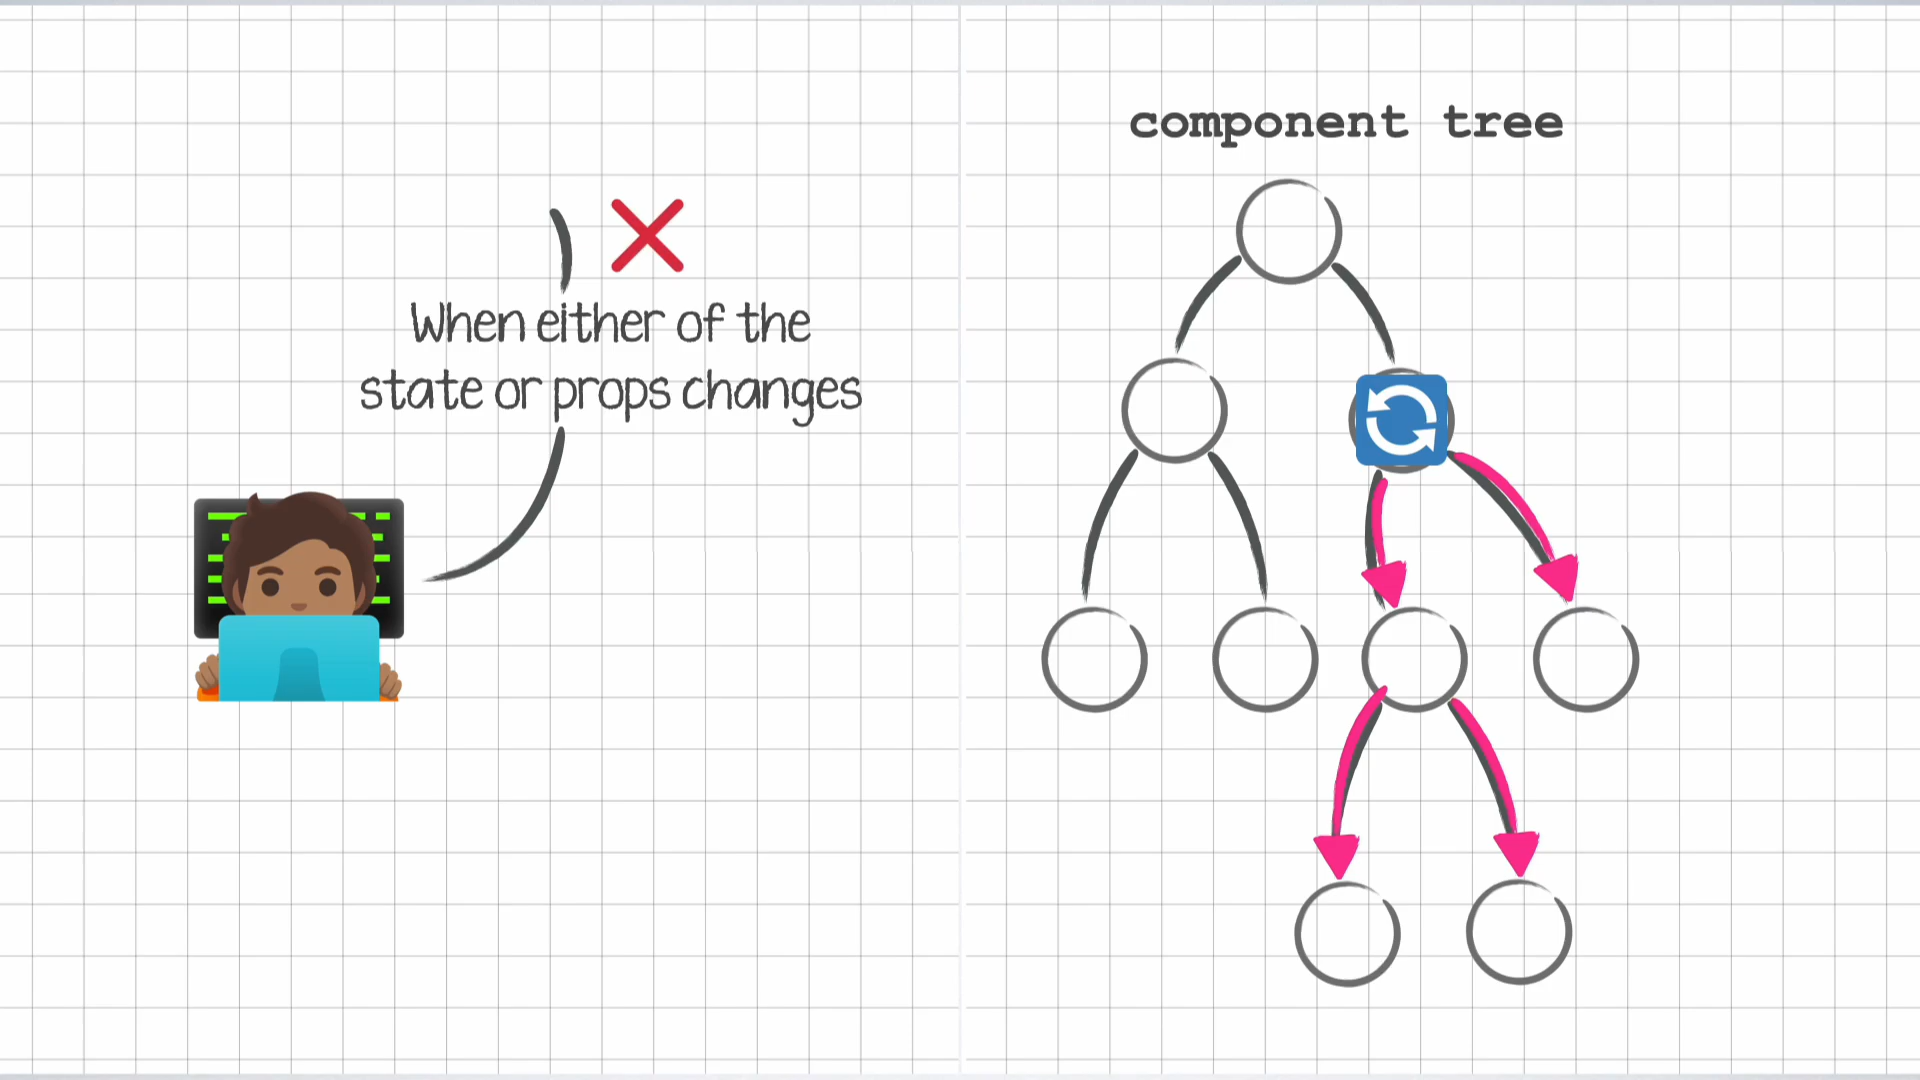 component tree
When either of the
state or props changes